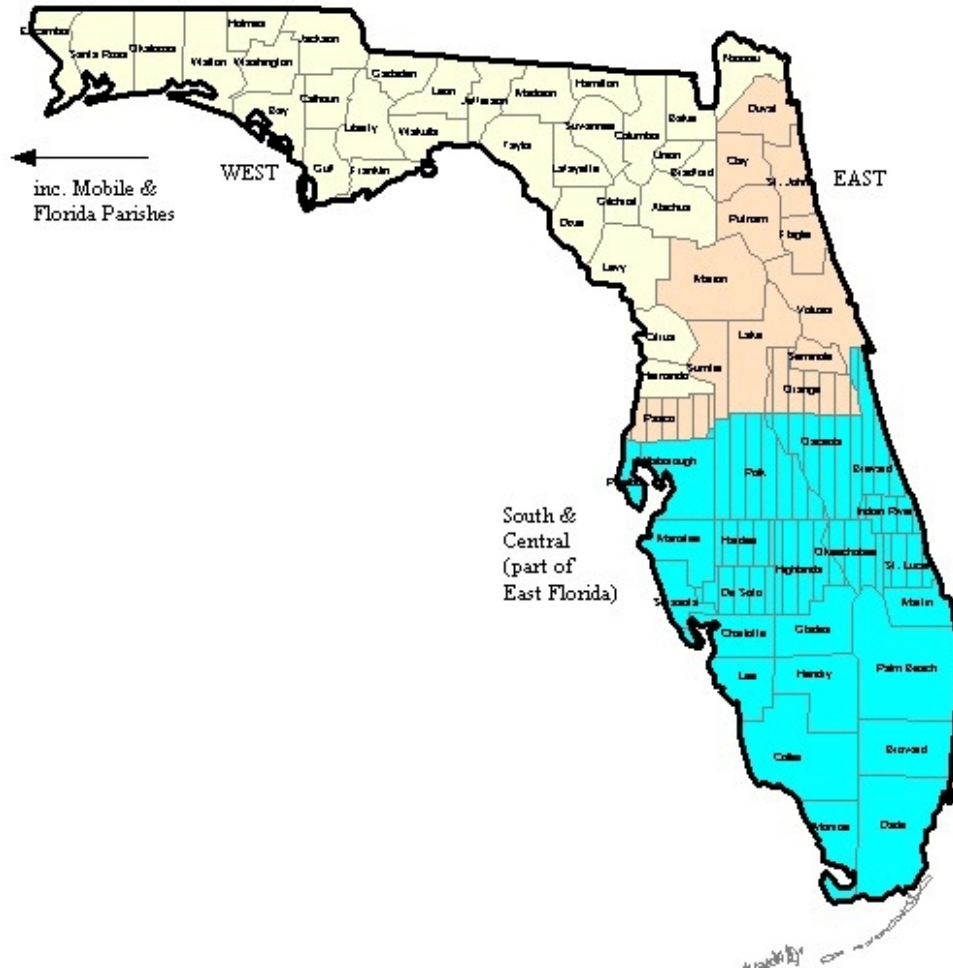 Escambia
Santa Rosa
Okaloosa
Walton
Holmes
Washington
Jackson
Bay
Calhoun
Gulf
Liberty
Gadsden
Franklin
Leon
Wakulla
Jefferson
Madison
Taylor
Hamilton
Suwannee
Lafayette
Dixie
Columbia
Gilchrist
Baker
Union
Bradford
Alachua
Levy
Nassau
Duval
Clay
St. Johns
Putnam
Flagler
Marion
Volusia
Citrus
Lake
Sumter
Hernando
Seminole
Orange
Pasco
WEST
EAST
inc. Mobile &
Florida Parishes
Hillsborough
Polk
Osceola
Brevard
Indian River
South &
Central
(part of
East Florida)
Manatee
Hardee
Highlands
Okeechobee
St. Lucie
Sarasota
De Soto
Martin
Charlotte
Glades
Lee
Hendry
Palm Beach
Collier
Broward
Monroe
Dade